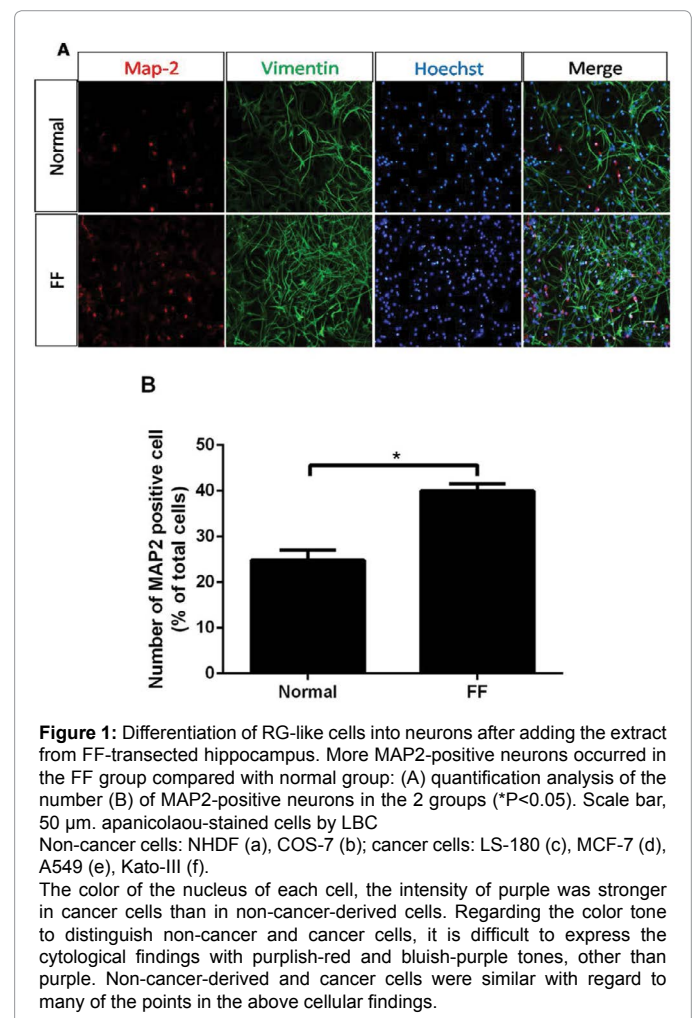 A
Map-2 Vimentin Hoechst Merge
Normal
FF
B
Number of MAP2 positive cell
(% of total cells)
50
40
30
20
10
0
*
Normal FF
Figure 1: Differentiation of RG-like cells into neurons after adding the extract
from FF-transected hippocampus. More MAP2-positive neurons occurred in
the FF group compared with normal group: (A) quantification analysis of the
number (B) of MAP2-positive neurons in the 2 groups (*P<0.05). Scale bar,
50 μm. apanicolaou-stained cells by LBC
Non-cancer cells: NHDF (a), COS-7 (b); cancer cells: LS-180 (c), MCF-7 (d),
A549 (e), Kato-III (f).
The color of the nucleus of each cell, the intensity of purple was stronger
in cancer cells than in non-cancer-derived cells. Regarding the color tone
to distinguish non-cancer and cancer cells, it is difficult to express the
cytological findings with purplish-red and bluish-purple tones, other than
purple. Non-cancer-derived and cancer cells were similar with regard to
many of the points in the above cellular findings.